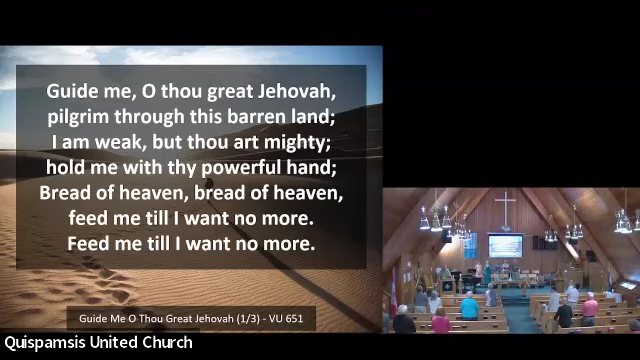 Guide me, O thou great Jehovah,
pilgrim through this barren land;
I am weak, but thou art mighty;
hold me with thy powerful hand;
Bread of heaven, bread of heaven,
feed me till I want no more.
Feed me till I want no more.
Guide Me O Thou Great Jehovah (1/3) - VU 651
Quispamsis United Church